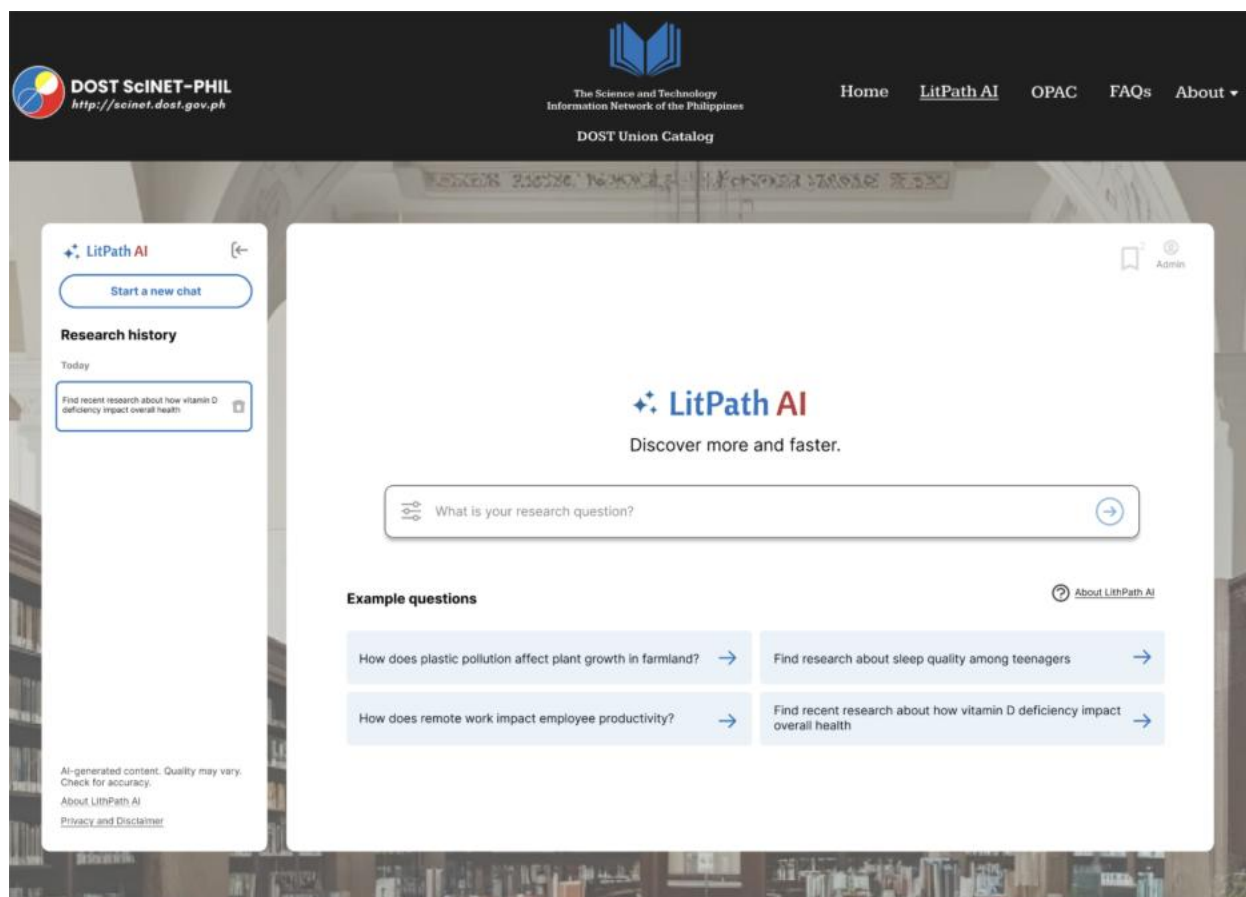 DOST ScINET-PHIL
http://scinet.dost.gov.ph
The Science and Technology
Information Network of the Philippines
DOST Union Catalog
Home LitPath AI OPAC FAQs About
LitPath AI
Start a new chat
Research history
Today
Find recent research about how vitamin D
deficiency impact overall health
AI-generated content. Quality may vary.
Check for accuracy.
About LithPath AI
Privacy and Disclaimer
2
Admin
LitPath AI
Discover more and faster.
What is your research question?
Example questions
About LithPath AI
How does plastic pollution affect plant growth in farmland?
Find research about sleep quality among teenagers
How does remote work impact employee productivity?
Find recent research about how vitamin D deficiency impact
overall health